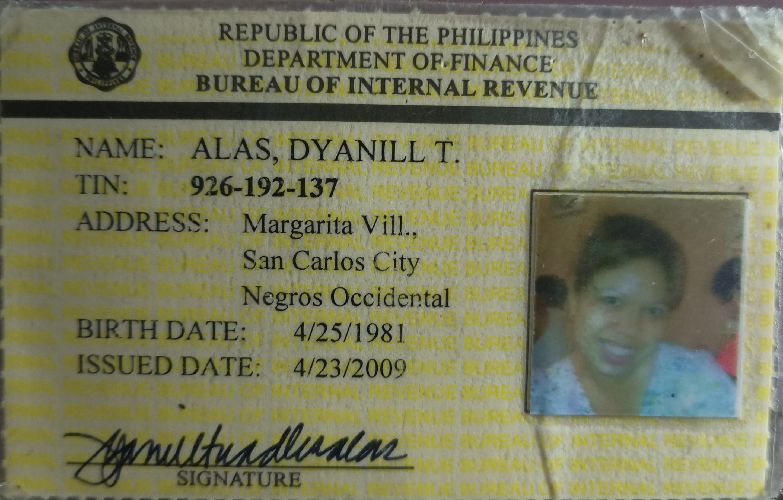 REPUBLIC OF THE PHILIPPINES
DEPARTMENT OF FINANCE
BUREAU OF INTERNAL REVENUE
NAME: ALAS, DYANILL T.
TIN: 926-192-137
ADDRESS: Margarita Vill.,
San Carlos City
Negros Occidental
BIRTH DATE: 4/25/1981
ISSUED DATE: 4/23/2009
SIGNATURE